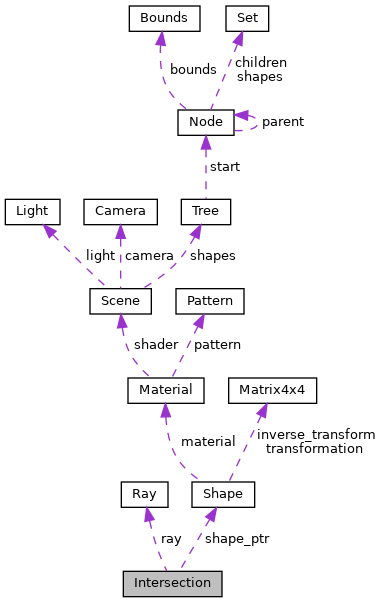 Bounds
Set
bounds
children
shapes
Node
parent
start
Light
Camera
Tree
light
camera
shapes
Scene
Pattern
shader
pattern
Material
Matrix4x4
material
inverse_transform
transformation
Ray
Shape
ray
shape_ptr
Intersection